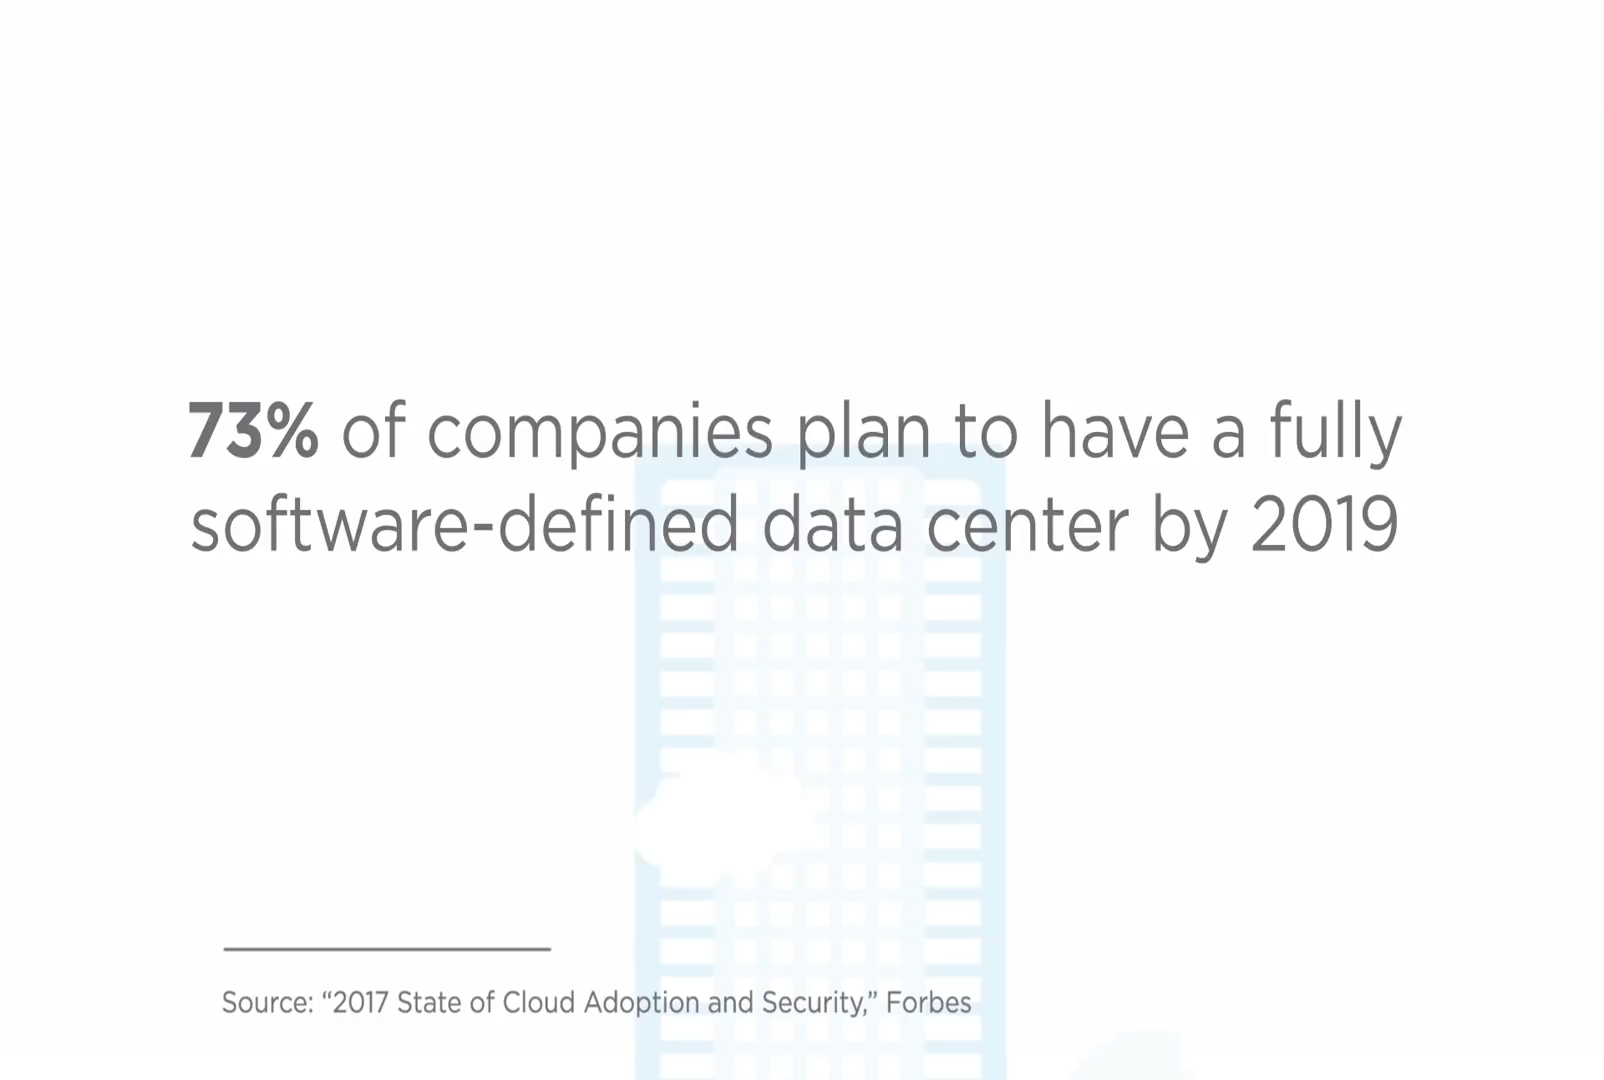 73% of companies plan to have a fully
software-defined data center by 2019
Source: “2017 State of Cloud Adoption and Security,” Forbes